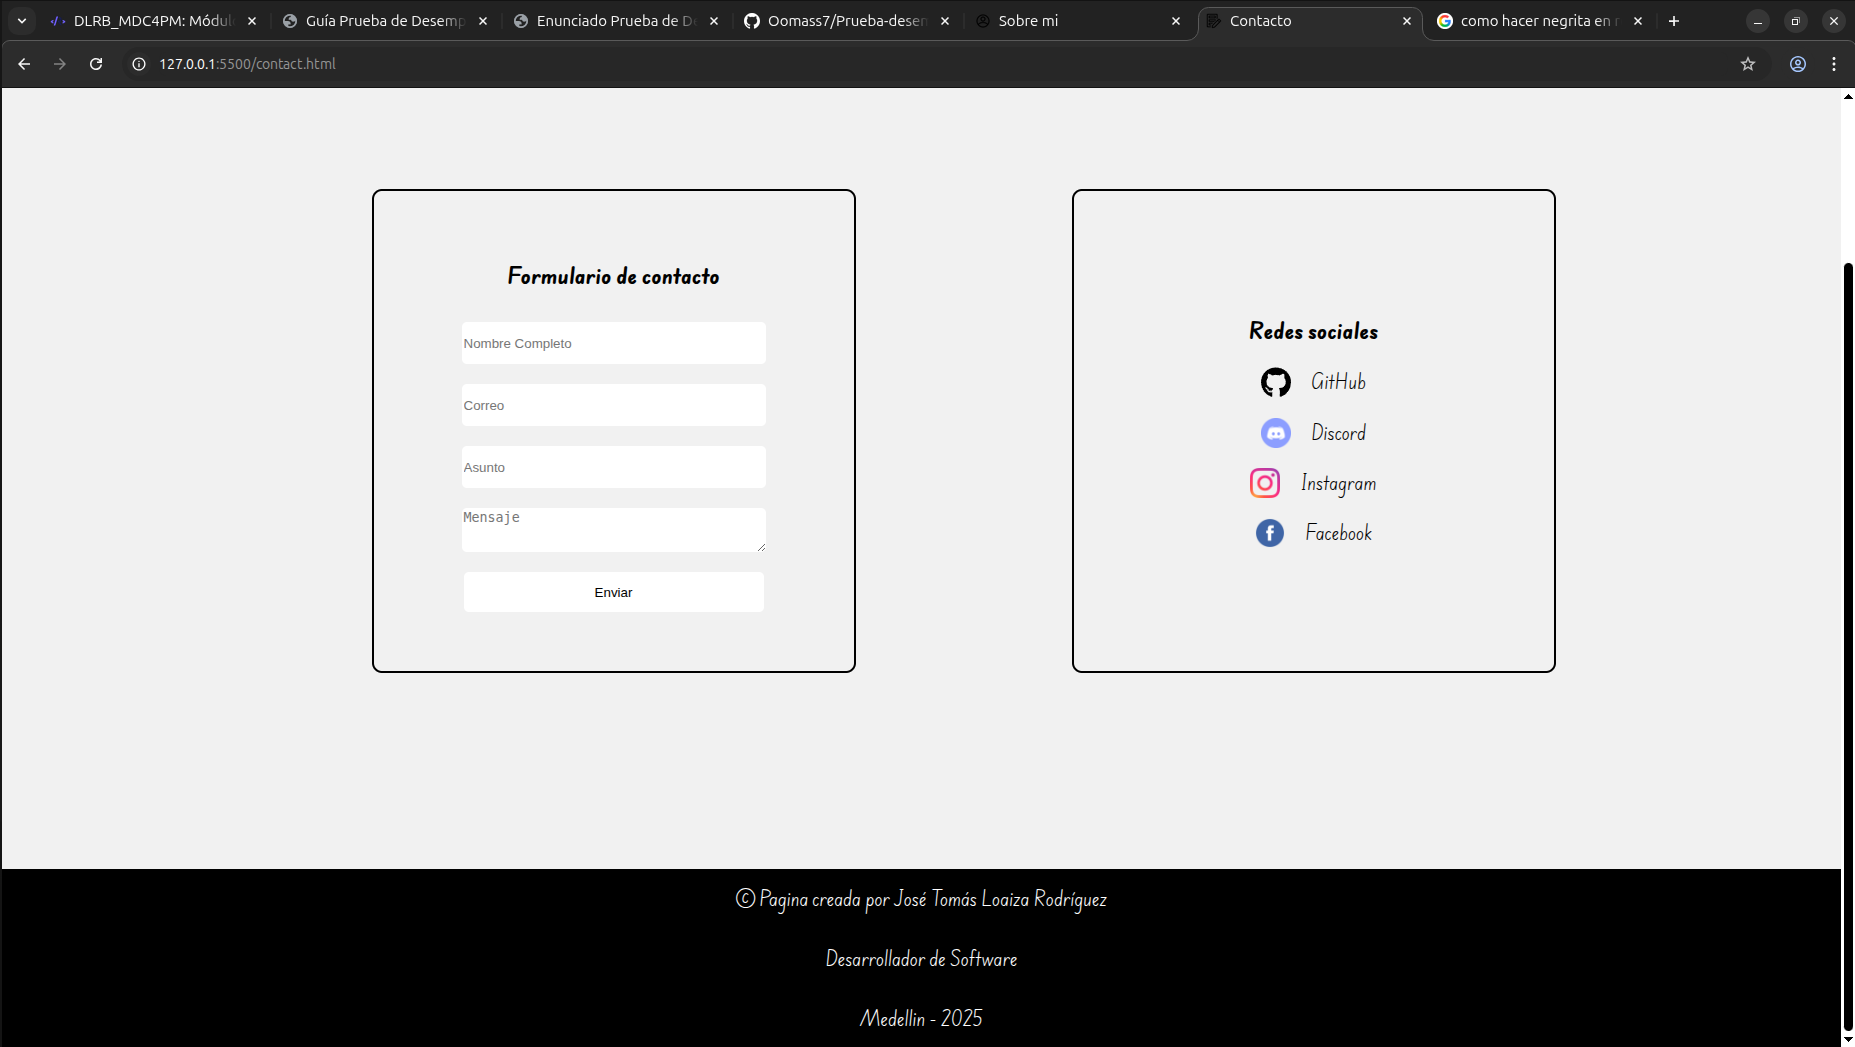 DLRB_MDC4PM: Módul
Guía Prueba de Desemp
Enunciado Prueba de De
Oomass7/Prueba-desem
Sobre mi
Contacto
como hacer negrita en r
127.0.0.1:5500/contact.html
Formulario de contacto
Nombre Completo
Correo
Asunto
Mensaje
Enviar
Redes sociales
GitHub
Discord
Instagram
Facebook
© Pagina creada por José Tomás Loaiza Rodríguez
Desarrollador de Software
Medellin - 2025